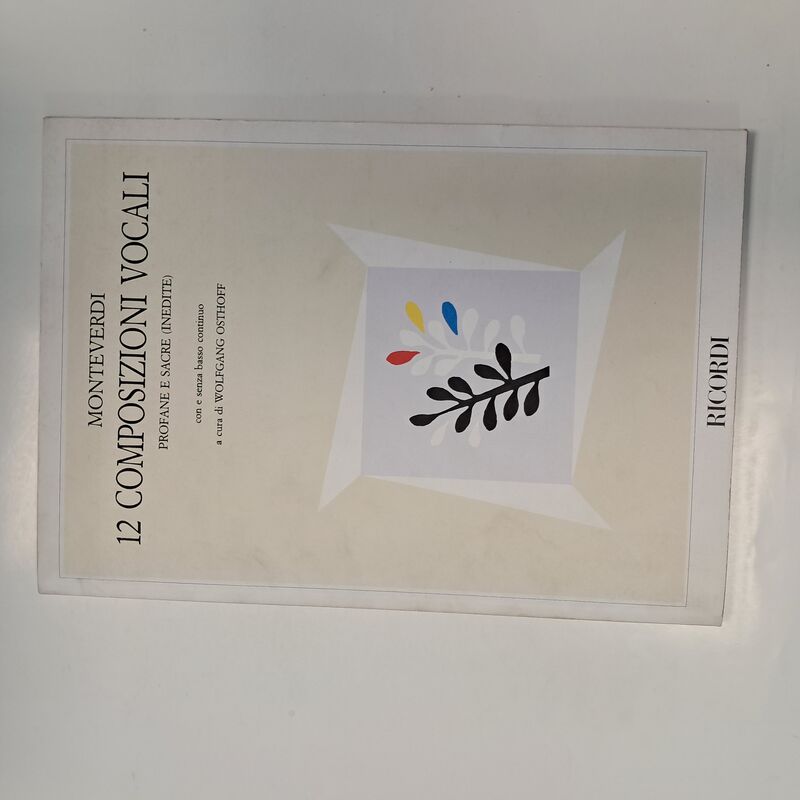 MONTEVERDI
12 COMPOSIZIONI VOCALI
PROFANE E SACRE (INEDITE)
con e senza basso continuo
a cura di WOLFGANG OSTHOFF
RICORDI